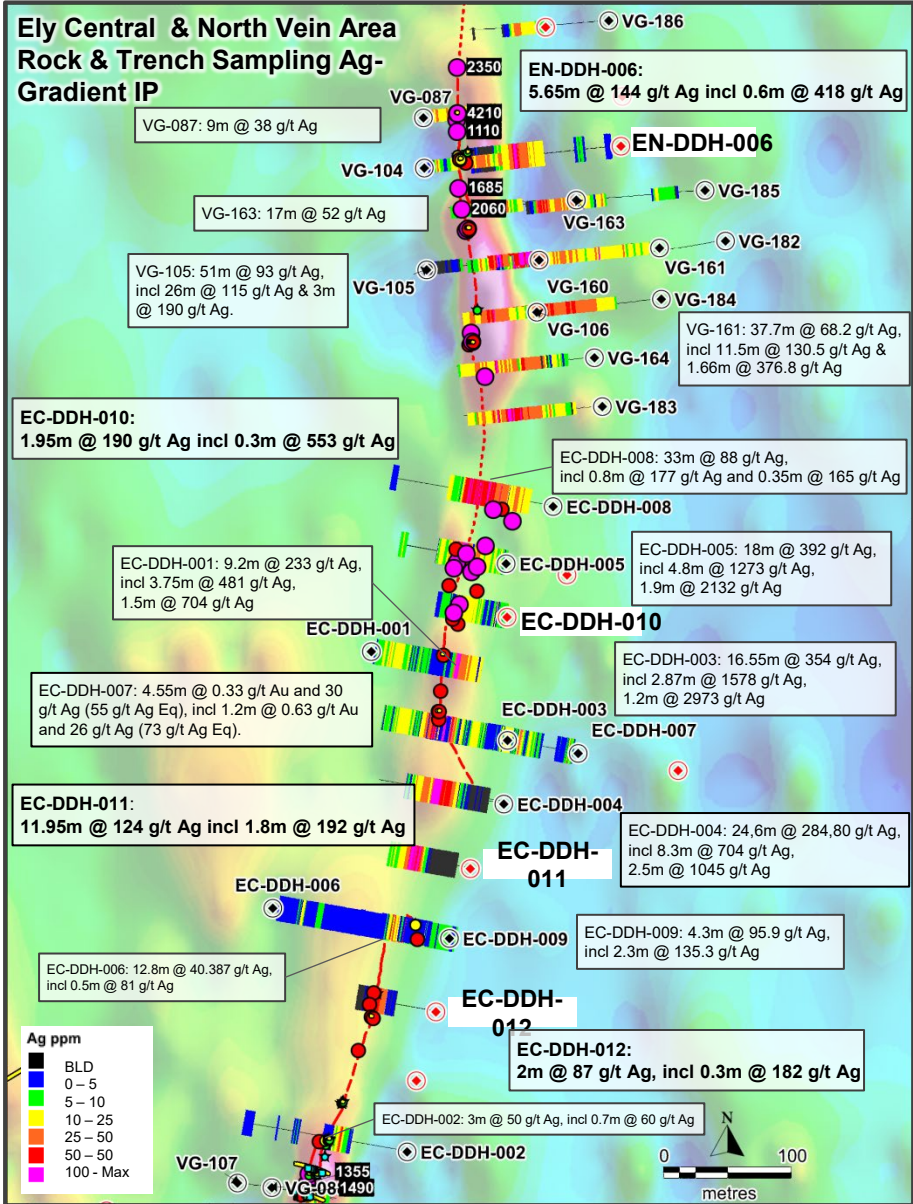 Ely Central & North Vein Area
Rock & Trench Sampling Ag-
Gradient IP
VG-186
EN-DDH-006:
5.65m @ 144 g/t Ag incl 0.6m @ 418 g/t Ag
2350
VG-087
4210
1110
VG-087: 9m @ 38 g/t Ag
EN-DDH-006
VG-104
1685
VG-185
2060
VG-163
VG-163: 17m @ 52 g/t Ag
VG-182
VG-161
VG-105: 51m @ 93 g/t Ag,
incl 26m @ 115 g/t Ag & 3m
@ 190 g/t Ag.
VG-105
VG-160
VG-184
VG-106
VG-161: 37.7m @ 68.2 g/t Ag,
incl 11.5m @ 130.5 g/t Ag &
1.66m @ 376.8 g/t Ag
VG-164
VG-183
EC-DDH-010:
1.95m @ 190 g/t Ag incl 0.3m @ 553 g/t Ag
EC-DDH-008: 33m @ 88 g/t Ag,
incl 0.8m @ 177 g/t Ag and 0.35m @ 165 g/t Ag
EC-DDH-008
EC-DDH-001: 9.2m @ 233 g/t Ag,
incl 3.75m @ 481 g/t Ag,
1.5m @ 704 g/t Ag
EC-DDH-005
EC-DDH-005: 18m @ 392 g/t Ag,
incl 4.8m @ 1273 g/t Ag,
1.9m @ 2132 g/t Ag
EC-DDH-010
EC-DDH-001
EC-DDH-003: 16.55m @ 354 g/t Ag,
incl 2.87m @ 1578 g/t Ag,
1.2m @ 2973 g/t Ag
EC-DDH-007: 4.55m @ 0.33 g/t Au and 30
g/t Ag (55 g/t Ag Eq), incl 1.2m @ 0.63 g/t Au
and 26 g/t Ag (73 g/t Ag Eq).
EC-DDH-003
EC-DDH-007
EC-DDH-011:
11.95m @ 124 g/t Ag incl 1.8m @ 192 g/t Ag
EC-DDH-004
EC-DDH-004: 24,6m @ 284,80 g/t Ag,
incl 8.3m @ 704 g/t Ag,
2.5m @ 1045 g/t Ag
EC-DDH-
011
EC-DDH-006
EC-DDH-009
EC-DDH-009: 4.3m @ 95.9 g/t Ag,
incl 2.3m @ 135.3 g/t Ag
EC-DDH-006: 12.8m @ 40.387 g/t Ag,
incl 0.5m @ 81 g/t Ag
EC-DDH-
012
EC-DDH-012:
2m @ 87 g/t Ag, incl 0.3m @ 182 g/t Ag
Ag ppm
BLD
0 – 5
5 – 10
10 – 25
25 – 50
50 – 50
100 - Max
EC-DDH-002: 3m @ 50 g/t Ag, incl 0.7m @ 60 g/t Ag
EC-DDH-002
VG-107
1355
VG-08
1490
N
0 100
metres